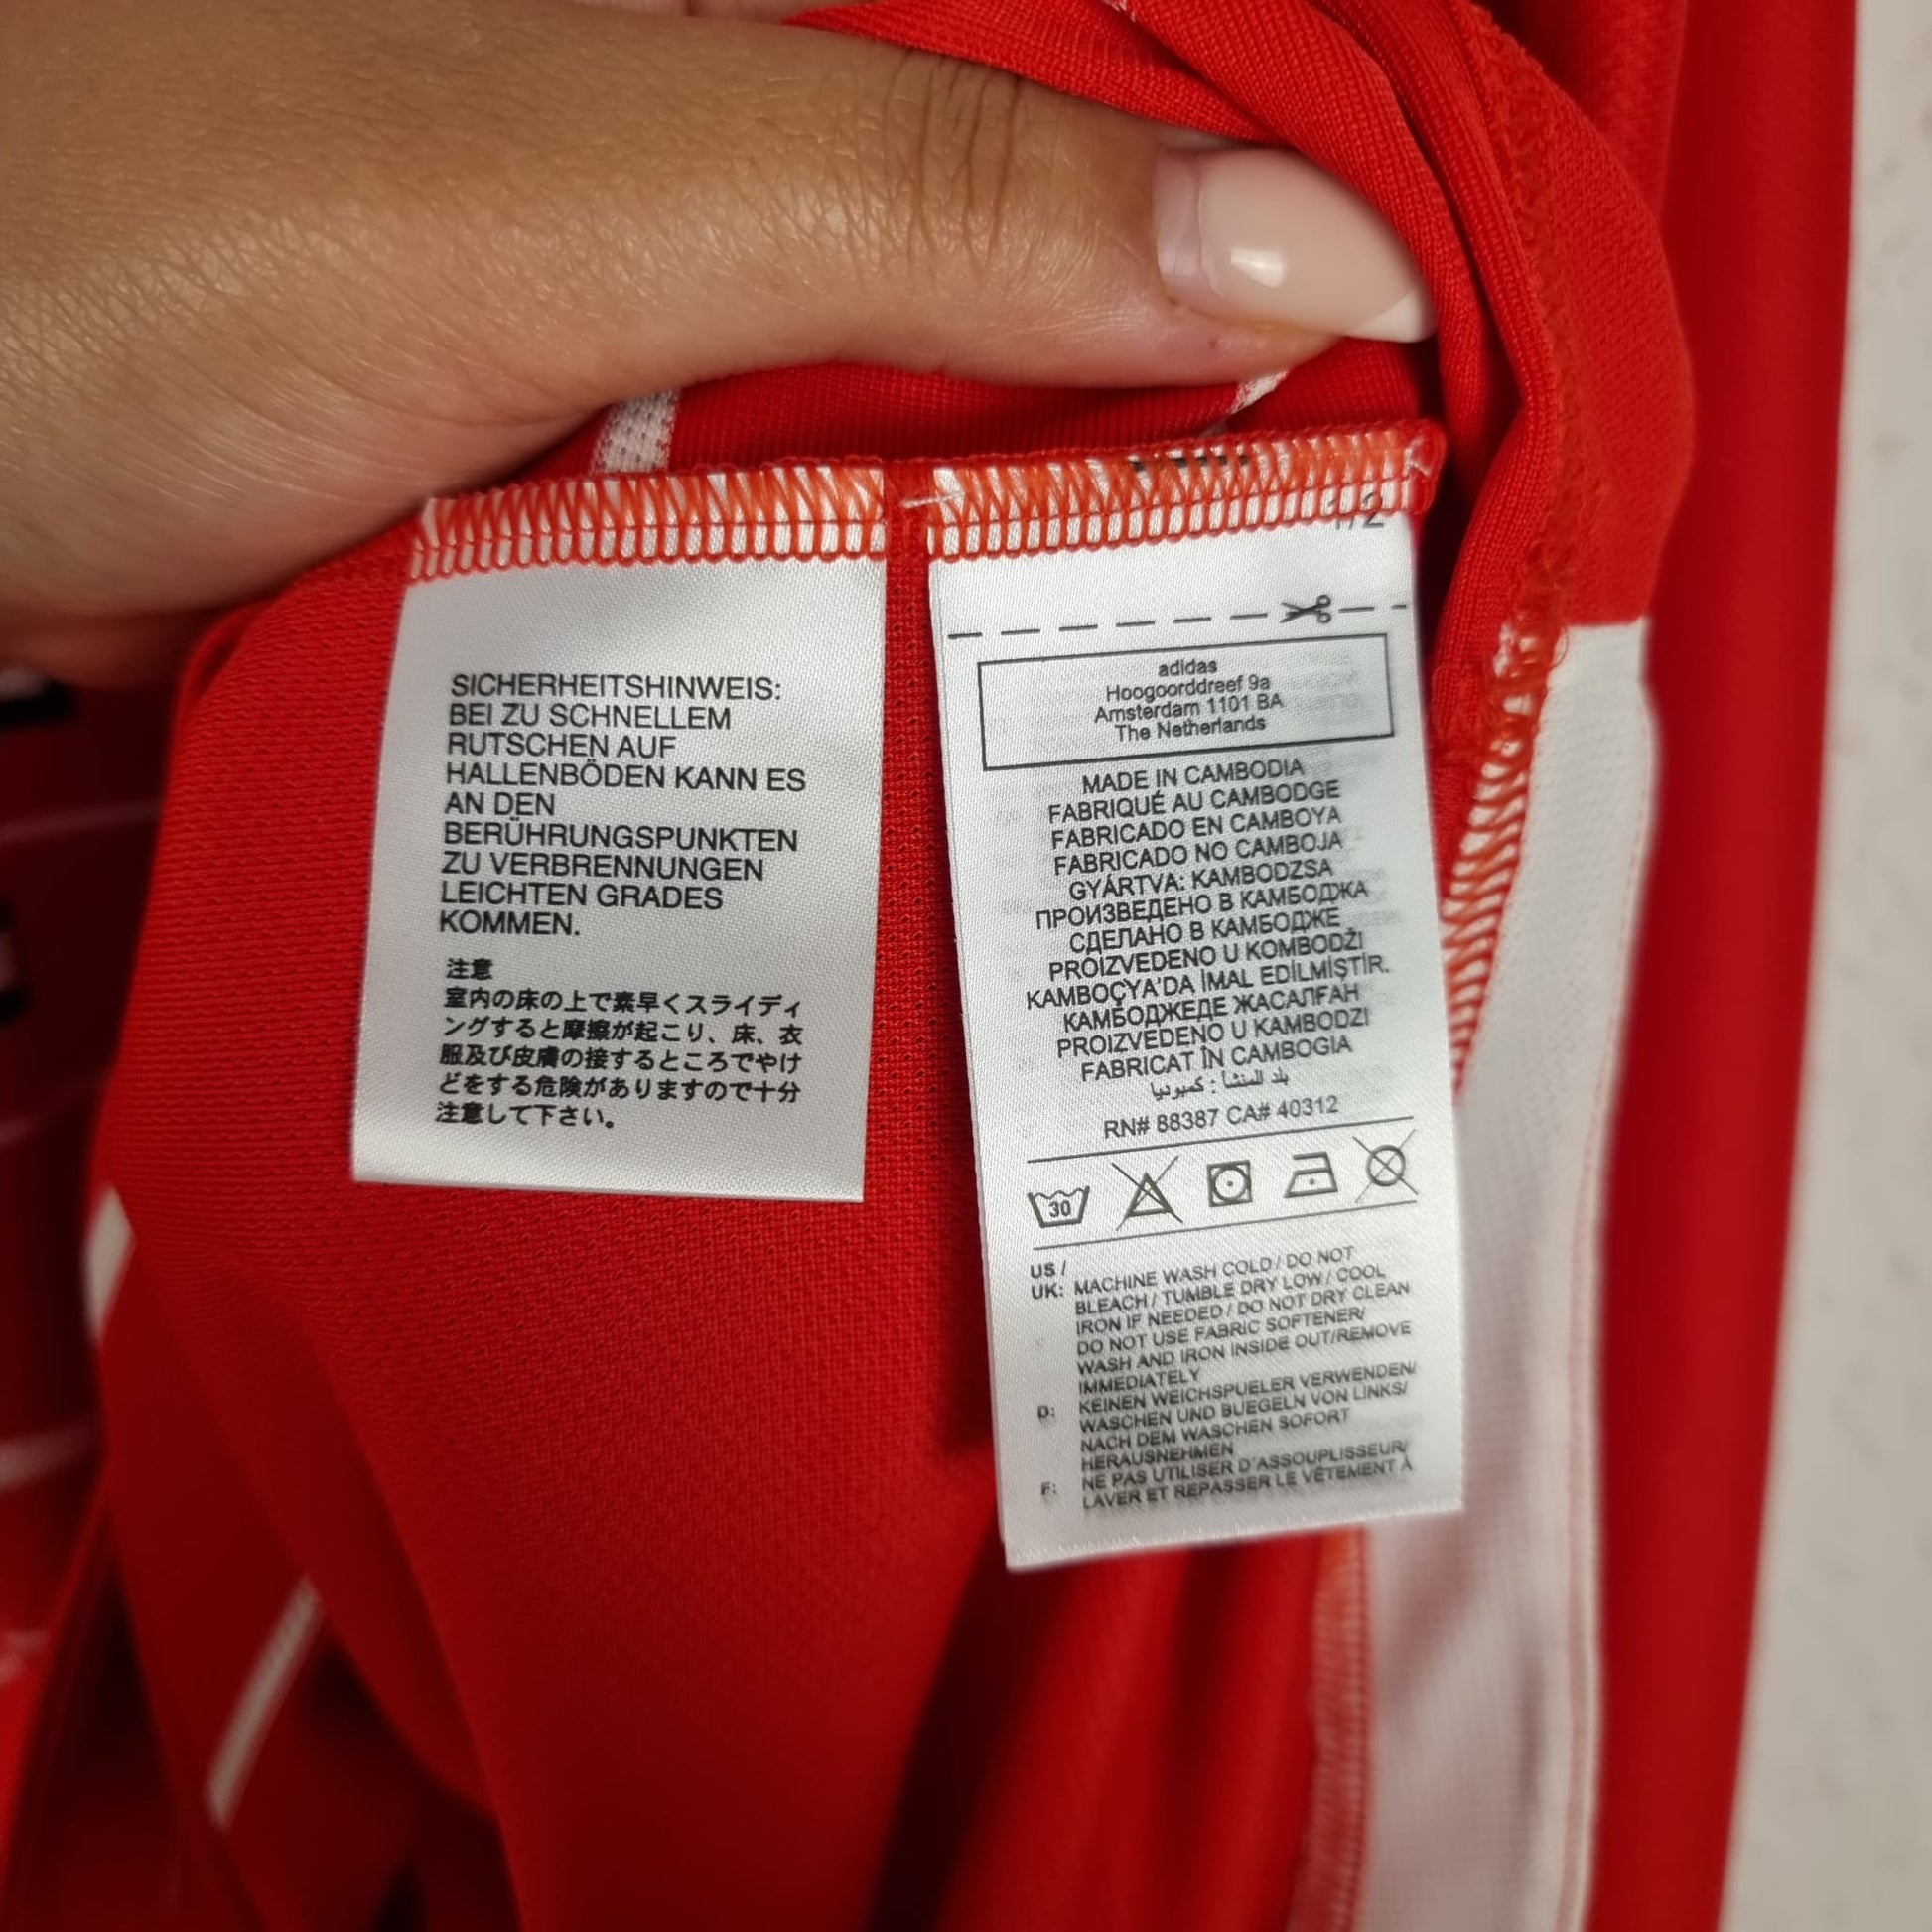 SICHERHEITSHINWEIS:
BEI ZU SCHNELLEM
RUTSCHEN AUF
HALLENBÖDEN KANN ES
AN DEN
BERÜHRUNGSPUNKTEN
ZU VERBRENNUNGEN
LEICHTEN GRADES
KOMMEN.
注意
室内の床の上で素早くスライディ
ングすると摩擦が起こり、床、衣
服及び皮膚の接するところでやけ
どをする危険がありますので十分
注意して下さい。
1/2
adidas
Hoogoorddreef 9a
Amsterdam 1101 BA
The Netherlands
MADE IN CAMBODIA
FABRIQUÉ AU CAMBODGE
FABRICADO EN CAMBOYA
FABRICADO NO CAMBOJA
GYÁRTVA: KAMBODZSA
ПРОИЗВЕДЕНО В КАМБОДЖА
СДЕЛАНО В КАМБОДЖЕ
PROIZVEDENO U KOMBODŽI
KAMBOÇYA'DA İMAL EDİLMİŞTİR.
КАМБОДЖЕДЕ ЖАСАЛҒАН
PROIZVEDENO U KAMBODZI
FABRICAT ÎN CAMBOGIA
بلد المنشأ : كمبوديا
RN# 88387 CA# 40312
30
US /
UK: MACHINE WASH COLD / DO NOT
BLEACH / TUMBLE DRY LOW / COOL
IRON IF NEEDED / DO NOT DRY CLEAN
DO NOT USE FABRIC SOFTENER/
WASH AND IRON INSIDE OUT/REMOVE
IMMEDIATELY
D: KEINEN WEICHSPUELER VERWENDEN/
WASCHEN UND BUEGELN VON LINKS/
NACH DEM WASCHEN SOFORT
HERAUSNEHMEN
F: NE PAS UTILISER D'ASSOUPLISSEUR/
LAVER ET REPASSER LE VÊTEMENT À